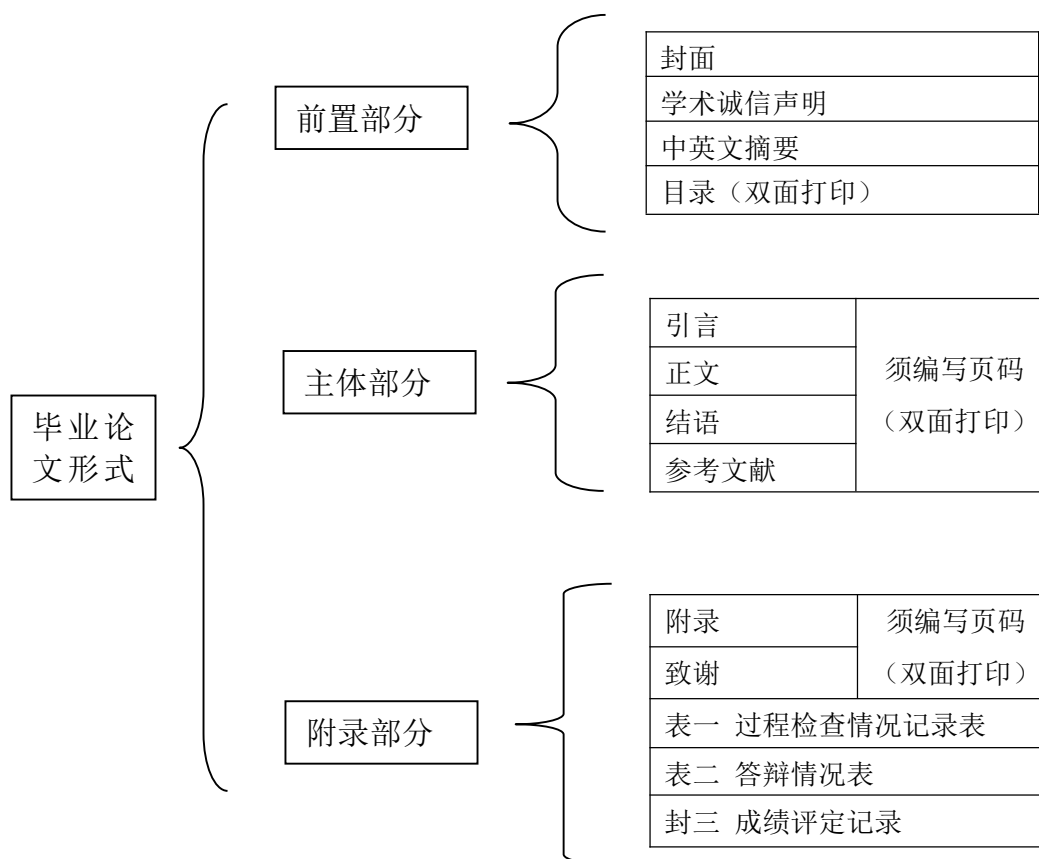 毕业论
文形式
前置部分
封面
学术诚信声明
中英文摘要
目录（双面打印）
主体部分
引言
正文
结语
参考文献
须编写页码
（双面打印）
附录部分
附录
致谢
须编写页码
（双面打印）
表一 过程检查情况记录表
表二 答辩情况表
封三 成绩评定记录